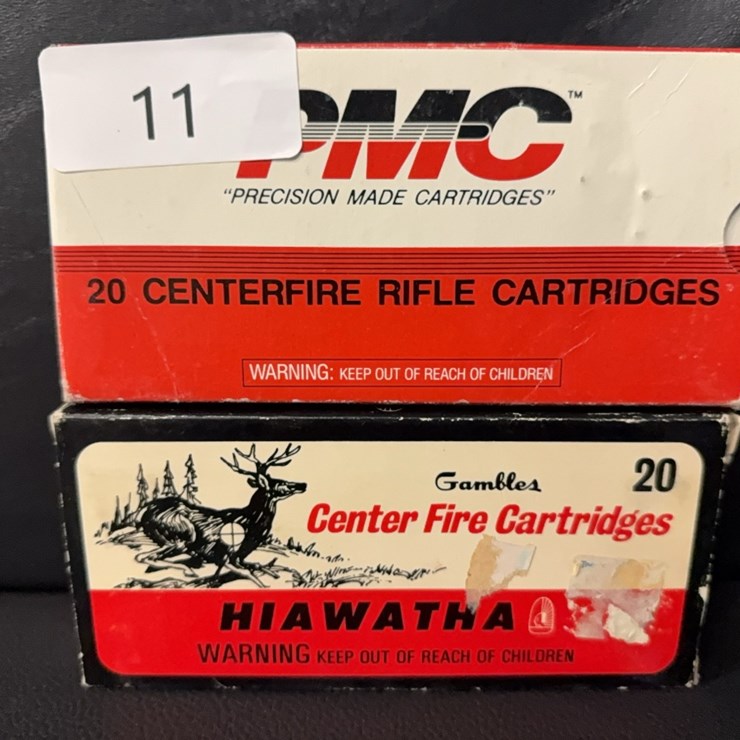 11
PMC™
"PRECISION MADE CARTRIDGES"
20 CENTERFIRE RIFLE CARTRIDGES
WARNING: KEEP OUT OF REACH OF CHILDREN
Gambles 20
Center Fire Cartridges
HIAWATHA
WARNING KEEP OUT OF REACH OF CHILDREN